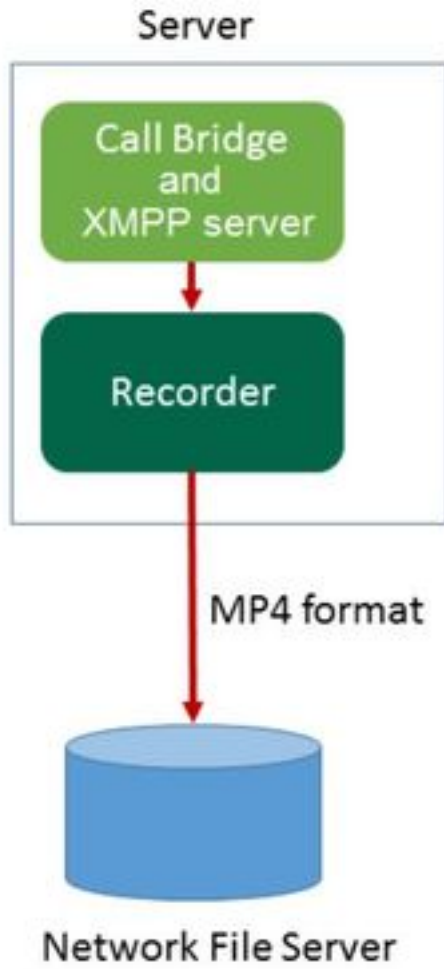 Server
Call Bridge
and
XMPP server
Recorder
MP4 format
Network File Server